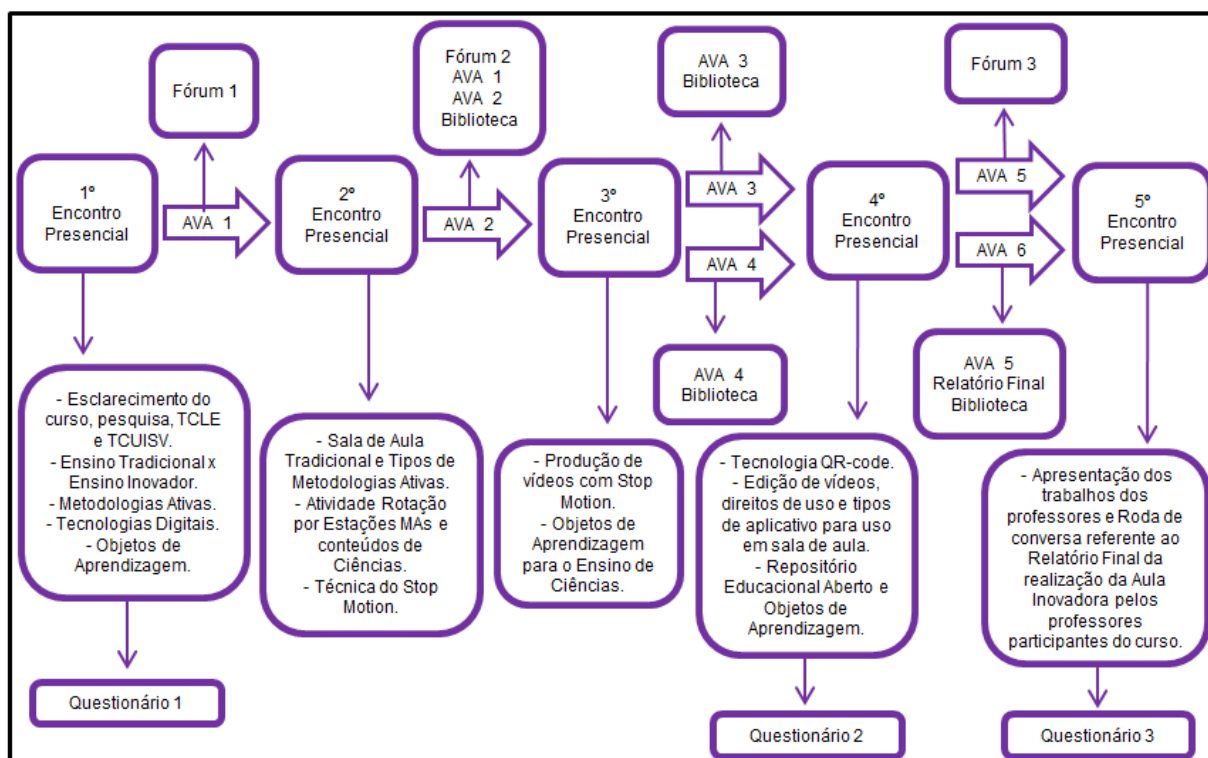 Fórum 1
Fórum 2
AVA 1
AVA 2
Biblioteca
AVA 3
Biblioteca
Fórum 3
1º
Encontro
Presencial
AVA 1
2º
Encontro
Presencial
AVA 2
3º
Encontro
Presencial
AVA 3
AVA 4
4º
Encontro
Presencial
AVA 5
AVA 6
5º
Encontro
Presencial
AVA 4
Biblioteca
AVA 5
Relatório Final
Biblioteca
- Esclarecimento do
curso, pesquisa, TCLE
e TCUISV.
- Ensino Tradicional x
Ensino Inovador.
- Metodologias Ativas.
- Tecnologias Digitais.
- Objetos de
Aprendizagem.
- Sala de Aula
Tradicional e Tipos de
Metodologias Ativas.
- Atividade Rotação
por Estações MAs e
conteúdos de
Ciências.
- Técnica do Stop
Motion.
- Produção de
vídeos com Stop
Motion.
- Objetos de
Aprendizagem
para o Ensino de
Ciências.
- Tecnologia QR-code.
- Edição de vídeos,
direitos de uso e tipos
de aplicativo para uso
em sala de aula.
- Repositório
Educacional Aberto e
Objetos de
Aprendizagem.
- Apresentação dos
trabalhos dos
professores e Roda de
conversa referente ao
Relatório Final da
realização da Aula
Inovadora pelos
professores
participantes do curso.
Questionário 1
Questionário 2
Questionário 3